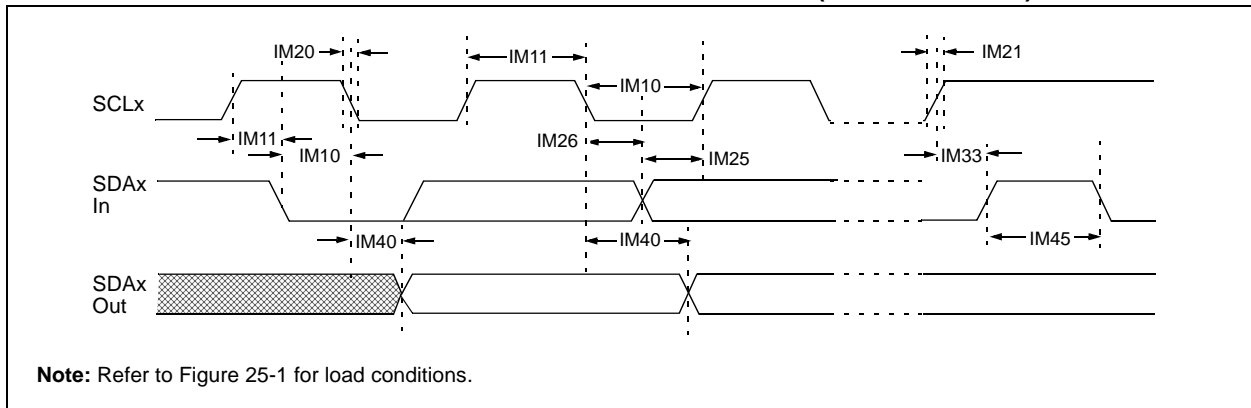 IM20
IM11
IM21
IM10
SCLx
IM11
IM26
IM10
IM25
IM33
SDAx
In
IM40
IM40
IM45
SDAx
Out
Note: Refer to Figure 25-1 for load conditions.